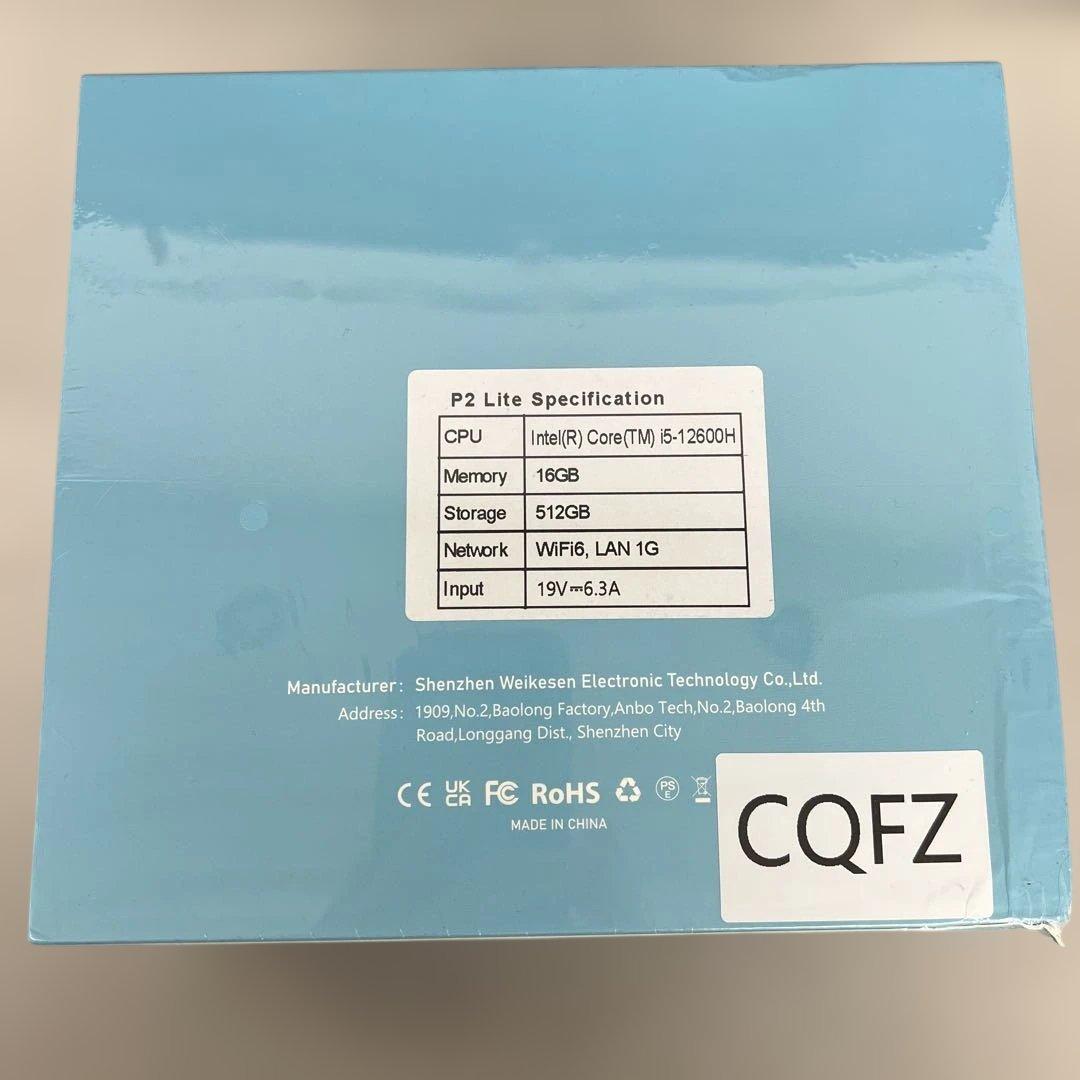 P2 Lite Specification
CPU Intel(R) Core(TM) i5-12600H
Memory 16GB
Storage 512GB
Network WiFi6, LAN 1G
Input 19V⎓6.3A
Manufacturer: Shenzhen Weikesen Electronic Technology Co.,Ltd.
Address: 1909,No.2,Baolong Factory,Anbo Tech,No.2,Baolong 4th
Road,Longgang Dist., Shenzhen City
CE UK CA FC RoHS PS E
MADE IN CHINA
CQFZ